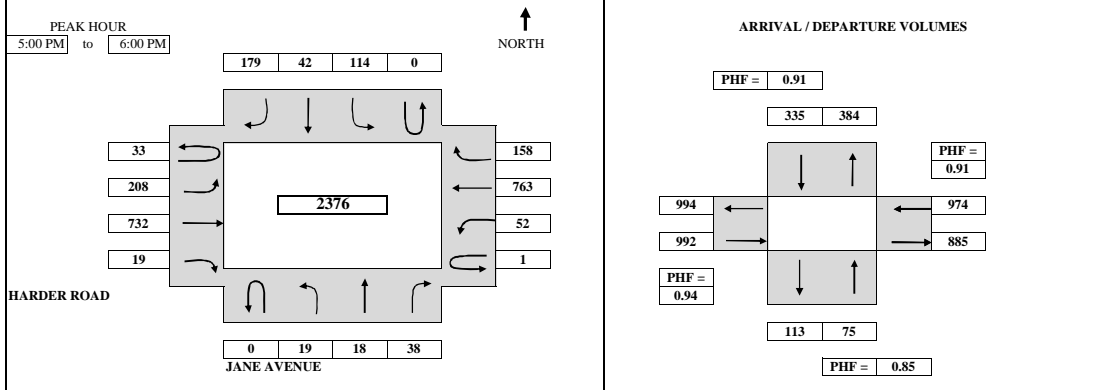 PEAK HOUR
5:00 PM to 6:00 PM
NORTH
179 42 114 0
33
208
732
19
158
763
52
1
2376
HARDER ROAD
0 19 18 38
JANE AVENUE
ARRIVAL / DEPARTURE VOLUMES
PHF = 0.91
335 384
PHF =
0.91
994
992
974
885
PHF =
0.94
113 75
PHF = 0.85